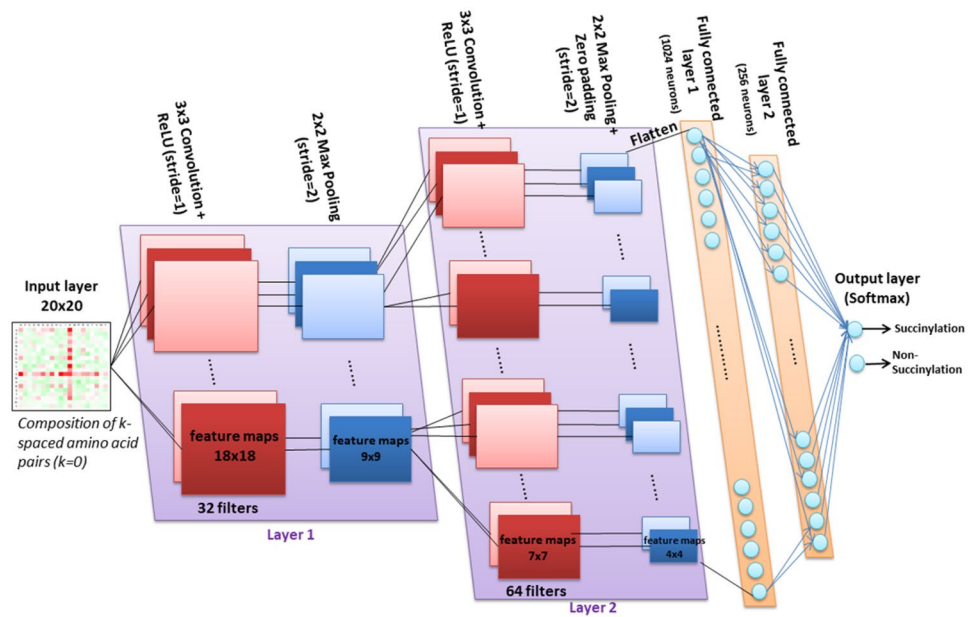 3x3 Convolution +
ReLU (stride=1)
2x2 Max Pooling
(stride=2)
3x3 Convolution +
ReLU (stride=1)
2x2 Max Pooling +
Zero padding
(stride=2)
Flatten
Fully connected
layer 1
(1024 neurons)
Fully connected
layer 2
(256 neurons)
Input layer
20x20
Composition of k-
spaced amino acid
pairs (k=0)
feature maps
18x18
32 filters
feature maps
9x9
Layer 1
feature maps
7x7
64 filters
feature maps
4x4
Layer 2
Output layer
(Softmax)
Succinylation
Non-
Succinylation